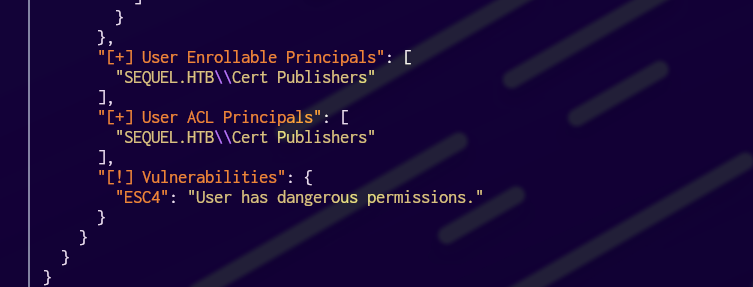 }
},
"[+] User Enrollable Principals": [
"SEQUEL.HTB\\Cert Publishers"
],
"[+] User ACL Principals": [
"SEQUEL.HTB\\Cert Publishers"
],
"[!] Vulnerabilities": {
"ESC4": "User has dangerous permissions."
}
}
}
}